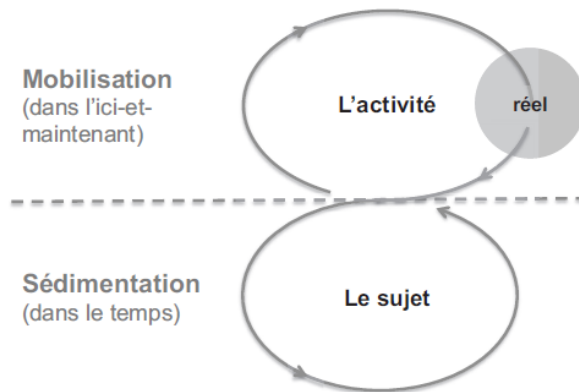 Mobilisation
(dans l'ici-et-
maintenant)
L'activité
réel
Sédimentation
(dans le temps)
Le sujet